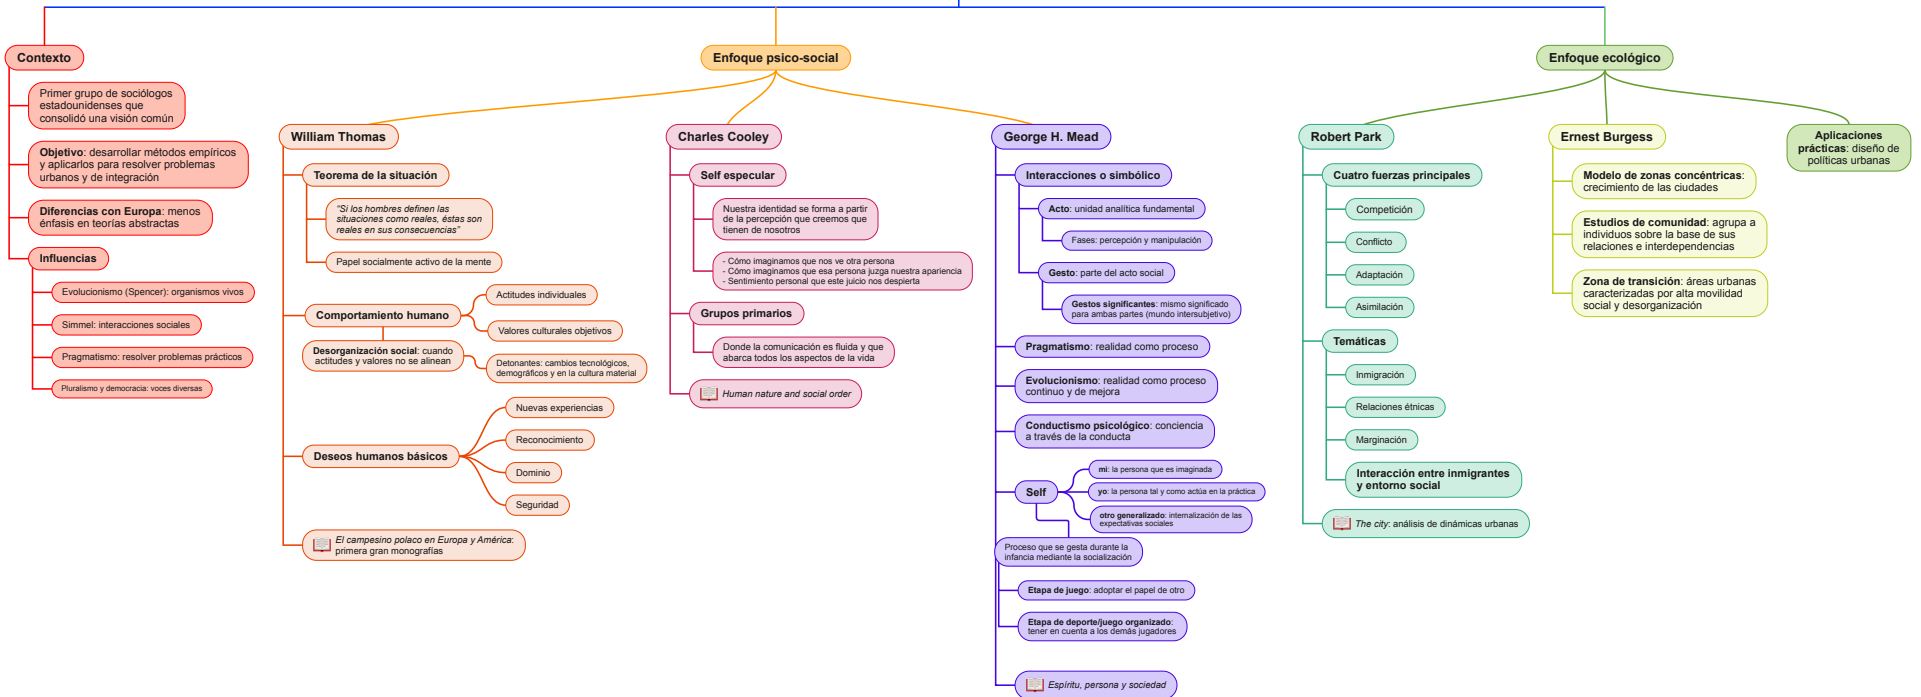 Contexto
Primer grupo de sociólogos
estadounidenses que
consolidó una visión común
Objetivo: desarrollar métodos empíricos
y aplicarlos para resolver problemas
urbanos y de integración
Diferencias con Europa: menos
énfasis en teorías abstractas
Influencias
Evolucionismo (Spencer): organismos vivos
Simmel: interacciones sociales
Pragmatismo: resolver problemas prácticos
Pluralismo y democracia: voces diversas
Enfoque psico-social
William Thomas
Teorema de la situación
"Si los hombres definen las
situaciones como reales, éstas son
reales en sus consecuencias"
Papel socialmente activo de la mente
Comportamiento humano
Actitudes individuales
Valores culturales objetivos
Desorganización social: cuando
actitudes y valores no se alinean
Detonantes: cambios tecnológicos,
demográficos y en la cultura material
Deseos humanos básicos
Nuevas experiencias
Reconocimiento
Dominio
Seguridad
El campesino polaco en Europa y América:
primera gran monografías
Charles Cooley
Self especular
Nuestra identidad se forma a partir
de la percepción que creemos que
tienen de nosotros
- Cómo imaginamos que nos ve otra persona
- Cómo imaginamos que esa persona juzga nuestra apariencia
- Sentimiento personal que este juicio nos despierta
Grupos primarios
Donde la comunicación es fluida y que
abarca todos los aspectos de la vida
Human nature and social order
George H. Mead
Interacciones o simbólico
Acto: unidad analítica fundamental
Fases: percepción y manipulación
Gesto: parte del acto social
Gestos significantes: mismo significado
para ambas partes (mundo intersubjetivo)
Pragmatismo: realidad como proceso
Evolucionismo: realidad como proceso
continuo y de mejora
Conductismo psicológico: conciencia
a través de la conducta
Self
mi: la persona que es imaginada
yo: la persona tal y como actúa en la práctica
otro generalizado: internalización de las
expectativas sociales
Proceso que se gesta durante la
infancia mediante la socialización
Etapa de juego: adoptar el papel de otro
Etapa de deporte/juego organizado:
tener en cuenta a los demás jugadores
Espíritu, persona y sociedad
Enfoque ecológico
Robert Park
Cuatro fuerzas principales
Competición
Conflicto
Adaptación
Asimilación
Temáticas
Inmigración
Relaciones étnicas
Marginación
Interacción entre inmigrantes
y entorno social
The city: análisis de dinámicas urbanas
Ernest Burgess
Modelo de zonas concéntricas:
crecimiento de las ciudades
Estudios de comunidad: agrupa a
individuos sobre la base de sus
relaciones e interdependencias
Zona de transición: áreas urbanas
caracterizadas por alta movilidad
social y desorganización
Aplicaciones
prácticas: diseño de
políticas urbanas